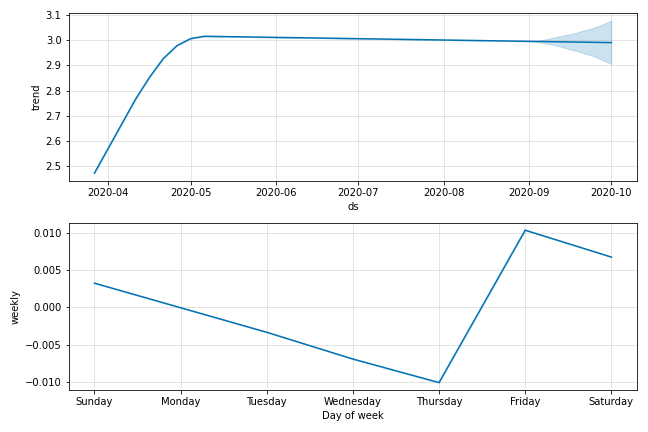 3.1
3.0
2.9
2.8
2.7
2.6
2.5
trend
2020-04 2020-05 2020-06 2020-07 2020-08 2020-09 2020-10
ds
0.010
0.005
0.000
−0.005
−0.010
weekly
Sunday Monday Tuesday Wednesday Thursday Friday Saturday
Day of week